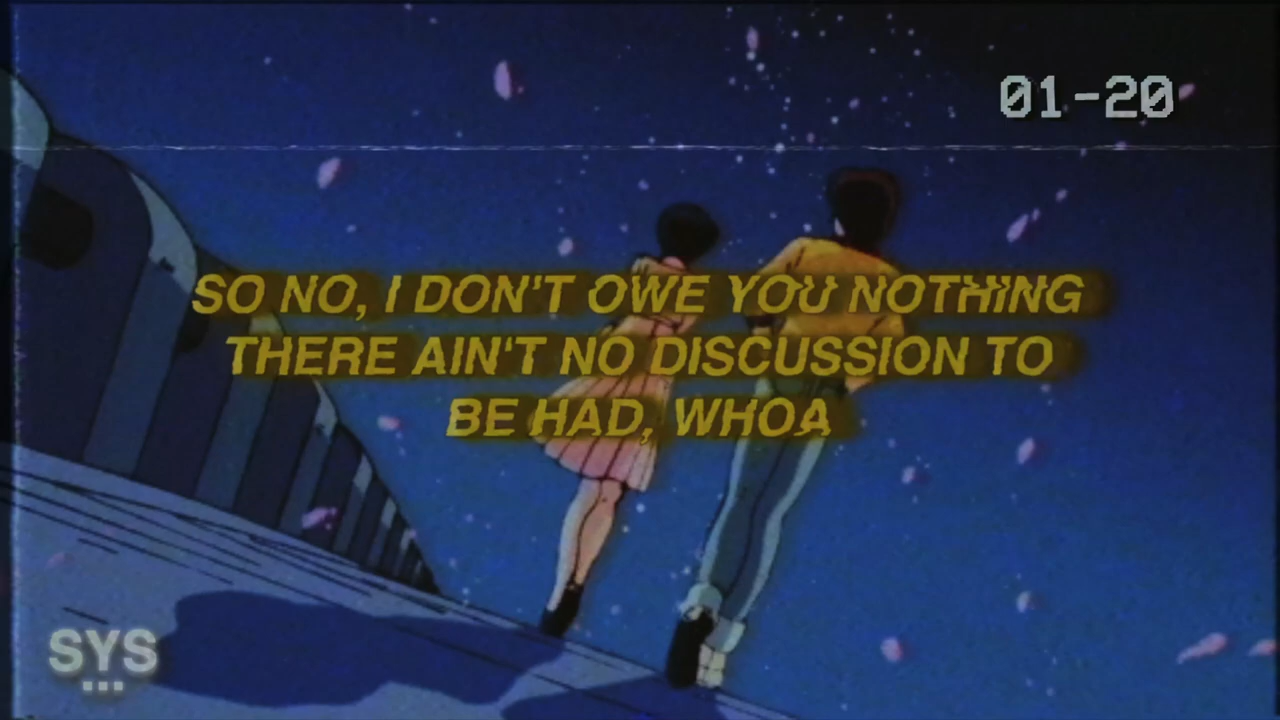 01-20
SO NO, I DON'T OWE YOU NOTHING
THERE AIN'T NO DISCUSSION TO
BE HAD, WHOA
SYS